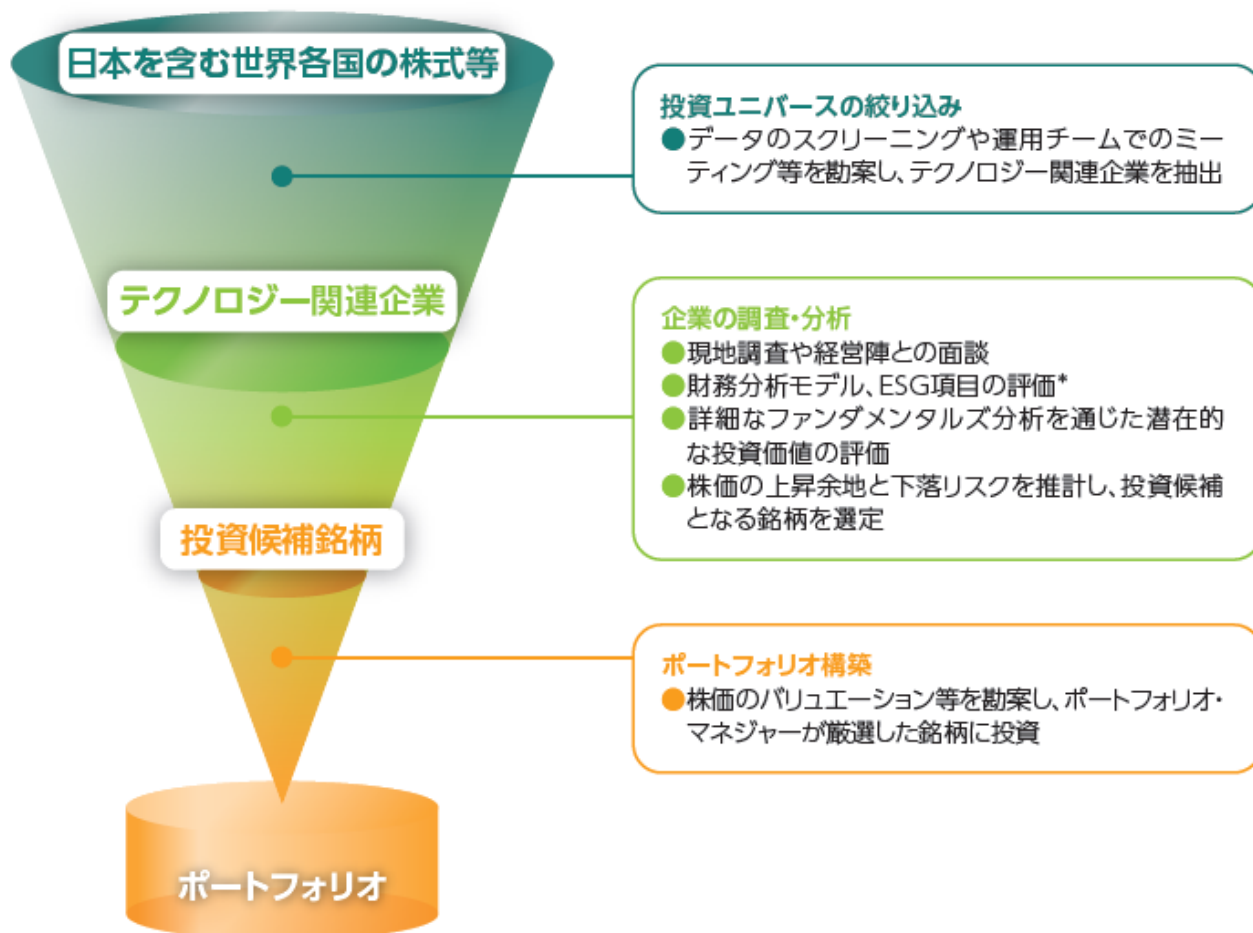 日本を含む世界各国の株式等
投資ユニバースの絞り込み
●データのスクリーニングや運用チームでのミー
ティング等を勘案し、テクノロジー関連企業を抽出
テクノロジー関連企業
企業の調査・分析
●現地調査や経営陣との面談
●財務分析モデル、ESG項目の評価*
●詳細なファンダメンタルズ分析を通じた潜在的
な投資価値の評価
●株価の上昇余地と下落リスクを推計し、投資候補
となる銘柄を選定
投資候補銘柄
ポートフォリオ構築
●株価のバリュエーション等を勘案し、ポートフォリオ・
マネジャーが厳選した銘柄に投資
ポートフォリオ